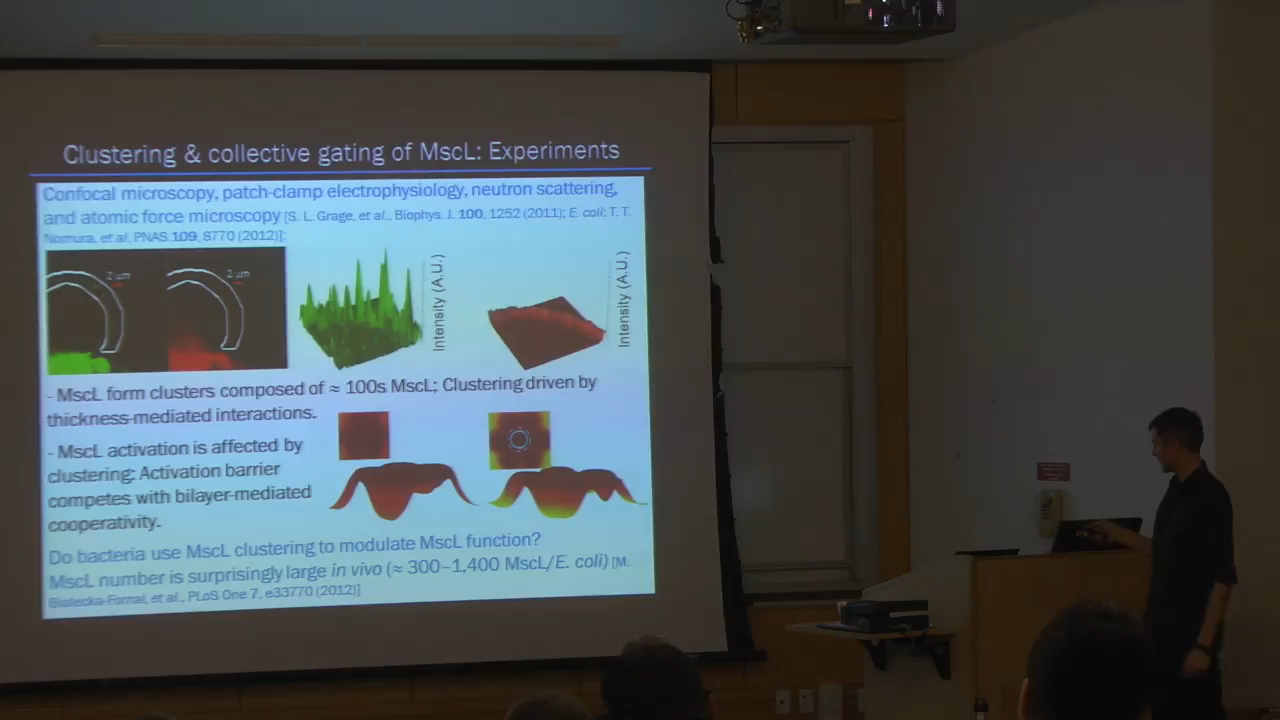 Clustering & collective gating of MscL: Experiments
Confocal microscopy, patch-clamp electrophysiology, neutron scattering,
and atomic force microscopy [S. L. Grage, et al., Biophys. J. 100, 1252 (2011); E. coli: T. T.
Nomura, et al. PNAS 109, 8770 (2012)]:
2 µm
2 µm
Intensity (A.U.)
Intensity (A.U.)
- MscL form clusters composed of ≈ 100s MscL; Clustering driven by
thickness-mediated interactions.
- MscL activation is affected by
clustering: Activation barrier
competes with bilayer-mediated
cooperativity.
Do bacteria use MscL clustering to modulate MscL function?
MscL number is surprisingly large in vivo (≈ 300–1,400 MscL/E. coli) [M.
Bialecka-Fornal, et al., PLoS One 7, e33770 (2012)]